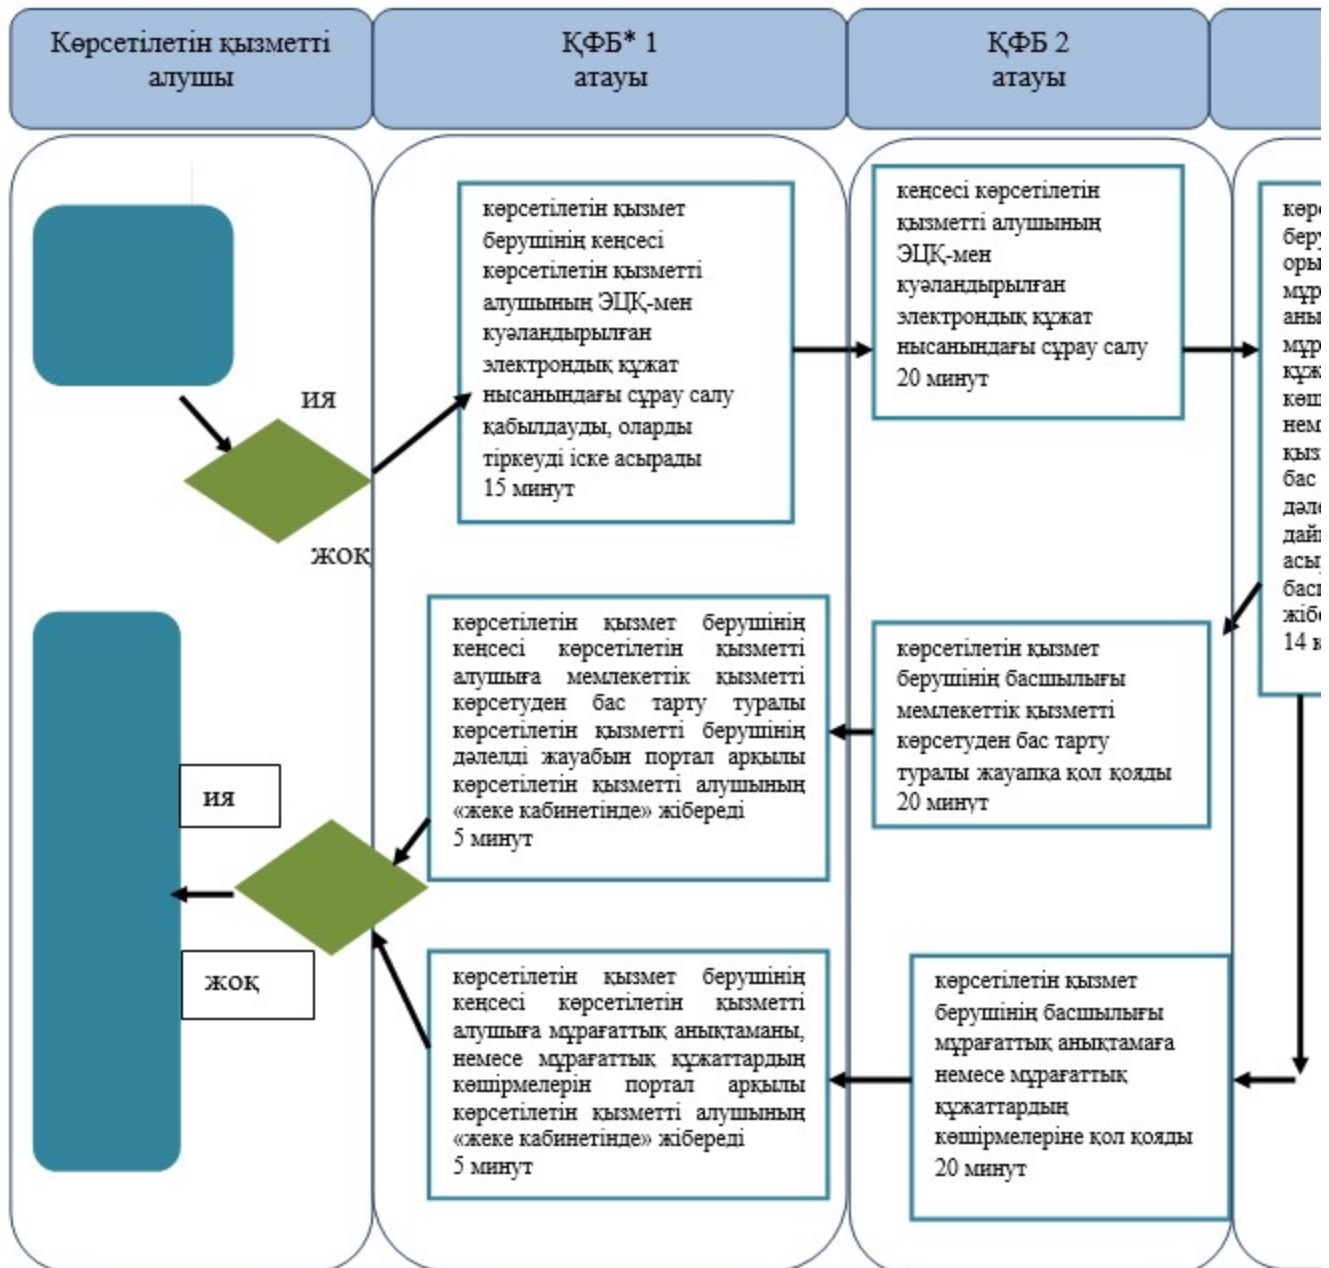 Көрсетілетін қызметті
алушы
ҚФБ* 1
атауы
ҚФБ 2
атауы
ия
жоқ
көрсетілетін қызмет
берушінің кеңсесі
көрсетілетін қызметті
алушының ЭЦҚ-мен
куәландырылған
электрондық құжат
нысанындағы сұрау салу
қабылдауды, оларды
тіркеуді іске асырады
15 минут
кеңсесі көрсетілетін
қызметті алушының
ЭЦҚ-мен
куәландырылған
электрондық құжат
нысанындағы сұрау салу
20 минут
бас
14
көрсетілетін қызмет берушінің
кеңсесі көрсетілетін қызметті
алушыға мемлекеттік қызметті
көрсетуден бас тарту туралы
көрсетілетін қызметті берушінің
дәлелді жауабын портал арқылы
көрсетілетін қызметті алушының
«жеке кабинетінде» жібереді
5 минут
көрсетілетін қызмет
берушінің басшылығы
мемлекеттік қызметті
көрсетуден бас тарту
туралы жауапқа қол қояды
20 минут
ия
жоқ
көрсетілетін қызмет берушінің
кеңсесі көрсетілетін қызметті
алушыға мұрағаттық анықтаманы,
немесе мұрағаттық құжаттардың
көшірмелерін портал арқылы
көрсетілетін қызметті алушының
«жеке кабинетінде» жібереді
5 минут
көрсетілетін қызмет
берушінің басшылығы
мұрағаттық анықтамаға
немесе мұрағаттық
құжаттардың
көшірмелеріне қол қояды
20 минут